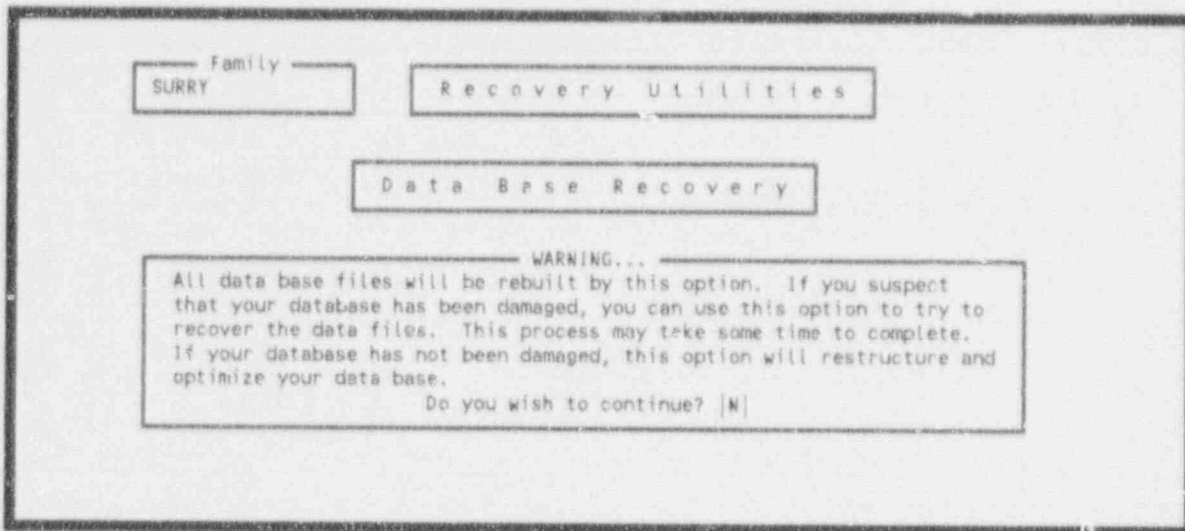 Family
SURRY
Recovery Utilities
Data Base Recovery
WARNING...
All data base files will be rebuilt by this option. If you suspect
that your database has been damaged, you can use this option to try to
recover the data files. This process may take some time to complete.
If your database has not been damaged, this option will restructure and
optimize your data base.
Do you wish to continue? |N|